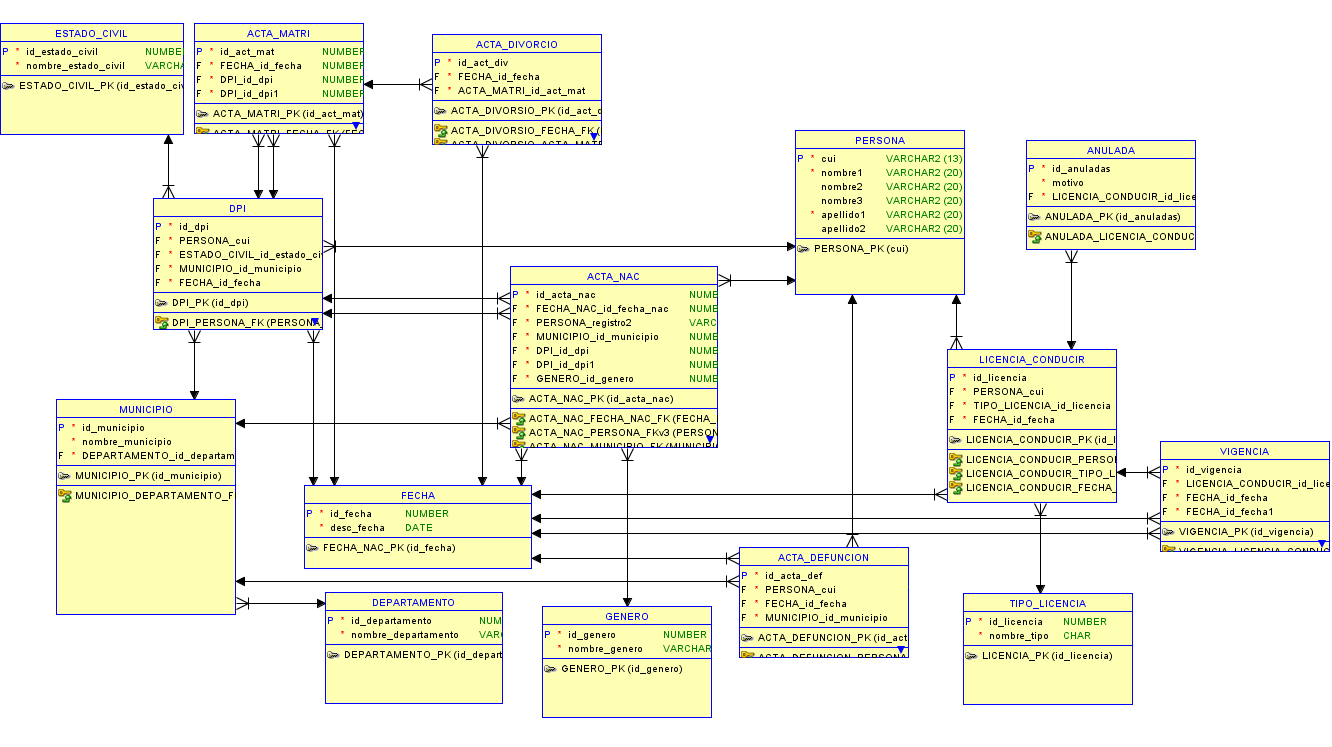 ESTADO_CIVIL
P * id_estado_civil NUMBE
* nombre_estado_civil VARCHA
ESTADO_CIVIL_PK (id_estado_civ
ACTA_MATRI
P * id_act_mat NUMBER
F * FECHA_id_fecha NUMBER
F * DPI_id_dpi NUMBER
F * DPI_id_dpi1 NUMBER
ACTA_MATRI_PK (id_act_mat)
ACTA_MATRI_FECHA_FK (FEC
ACTA_DIVORCIO
P * id_act_div
F * FECHA_id_fecha
F * ACTA_MATRI_id_act_mat
ACTA_DIVORSIO_PK (id_act_d
ACTA_DIVORSIO_FECHA_FK (
ACTA_DIVORSIO_ACTA_MATR
PERSONA
P * cui VARCHAR2 (13)
* nombre1 VARCHAR2 (20)
nombre2 VARCHAR2 (20)
nombre3 VARCHAR2 (20)
* apellido1 VARCHAR2 (20)
apellido2 VARCHAR2 (20)
PERSONA_PK (cui)
ANULADA
P * id_anuladas
* motivo
F * LICENCIA_CONDUCIR_id_lice
ANULADA_PK (id_anuladas)
ANULADA_LICENCIA_CONDUC
DPI
P * id_dpi
F * PERSONA_cui
F * ESTADO_CIVIL_id_estado_ci
F * MUNICIPIO_id_municipio
F * FECHA_id_fecha
DPI_PK (id_dpi)
DPI_PERSONA_FK (PERSONA_
ACTA_NAC
P * id_acta_nac NUMB
F * FECHA_NAC_id_fecha_nac NUMB
F * PERSONA_registro2 VARC
F * MUNICIPIO_id_municipio NUMB
F * DPI_id_dpi NUMB
F * DPI_id_dpi1 NUMB
F * GENERO_id_genero NUMB
ACTA_NAC_PK (id_acta_nac)
ACTA_NAC_FECHA_NAC_FK (FECHA_
ACTA_NAC_PERSONA_FKv3 (PERSON
ACTA_NAC_MUNICIPIO_FK (MUNICIPI
LICENCIA_CONDUCIR
P * id_licencia
F * PERSONA_cui
F * TIPO_LICENCIA_id_licencia
F * FECHA_id_fecha
LICENCIA_CONDUCIR_PK (id_l
LICENCIA_CONDUCIR_PERSO
LICENCIA_CONDUCIR_TIPO_L
LICENCIA_CONDUCIR_FECHA_
MUNICIPIO
P * id_municipio
* nombre_municipio
F * DEPARTAMENTO_id_departam
MUNICIPIO_PK (id_municipio)
MUNICIPIO_DEPARTAMENTO_F
VIGENCIA
P * id_vigencia
F * LICENCIA_CONDUCIR_id_lice
F * FECHA_id_fecha
F * FECHA_id_fecha1
VIGENCIA_PK (id_vigencia)
VIGENCIA_LICENCIA_CONDUC
FECHA
P * id_fecha NUMBER
* desc_fecha DATE
FECHA_NAC_PK (id_fecha)
ACTA_DEFUNCION
P * id_acta_def
F * PERSONA_cui
F * FECHA_id_fecha
F * MUNICIPIO_id_municipio
ACTA_DEFUNCION_PK (id_act
ACTA_DEFUNCION_PERSONA
DEPARTAMENTO
P * id_departamento NUM
* nombre_departamento VARC
DEPARTAMENTO_PK (id_depart
GENERO
P * id_genero NUMBER
* nombre_genero VARCHAR
GENERO_PK (id_genero)
TIPO_LICENCIA
P * id_licencia NUMBER
* nombre_tipo CHAR
LICENCIA_PK (id_licencia)